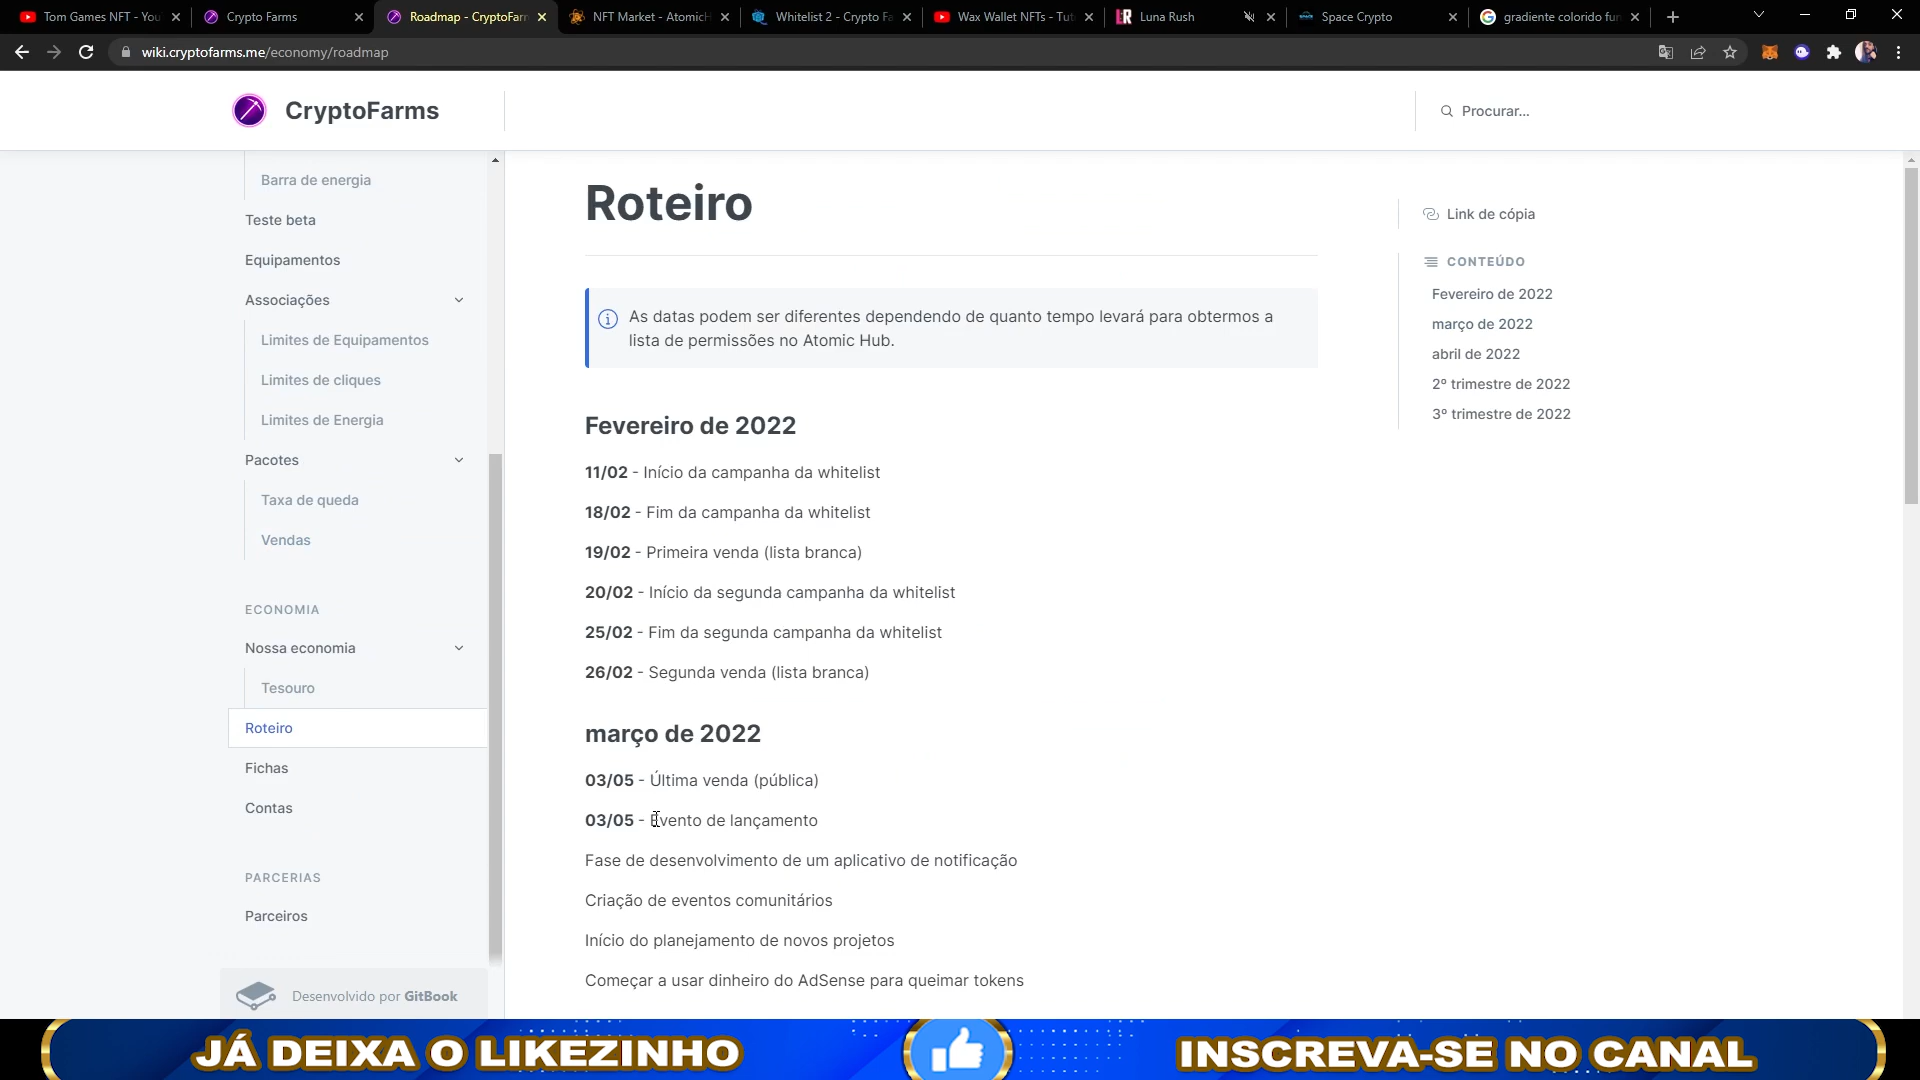 Tom Games NFT - You
Crypto Farms
Roadmap - CryptoFarm
NFT Market - AtomicH
Whitelist 2 - Crypto Fa
Wax Wallet NFTs - Tut
Luna Rush
Space Crypto
gradiente colorido fun
wiki.cryptofarms.me/economy/roadmap
CryptoFarms
Procurar...
Barra de energia
Teste beta
Equipamentos
Associações
Limites de Equipamentos
Limites de cliques
Limites de Energia
Pacotes
Taxa de queda
Vendas
ECONOMIA
Nossa economia
Tesouro
Roteiro
Fichas
Contas
PARCERIAS
Parceiros
Desenvolvido por GitBook
Roteiro
As datas podem ser diferentes dependendo de quanto tempo levará para obtermos a
lista de permissões no Atomic Hub.
Fevereiro de 2022
11/02 - Início da campanha da whitelist
18/02 - Fim da campanha da whitelist
19/02 - Primeira venda (lista branca)
20/02 - Início da segunda campanha da whitelist
25/02 - Fim da segunda campanha da whitelist
26/02 - Segunda venda (lista branca)
março de 2022
03/05 - Última venda (pública)
03/05 - Evento de lançamento
Fase de desenvolvimento de um aplicativo de notificação
Criação de eventos comunitários
Início do planejamento de novos projetos
Começar a usar dinheiro do AdSense para queimar tokens
Link de cópia
CONTEÚDO
Fevereiro de 2022
março de 2022
abril de 2022
2º trimestre de 2022
3º trimestre de 2022
JÁ DEIXA O LIKEZINHO
INSCREVA-SE NO CANAL